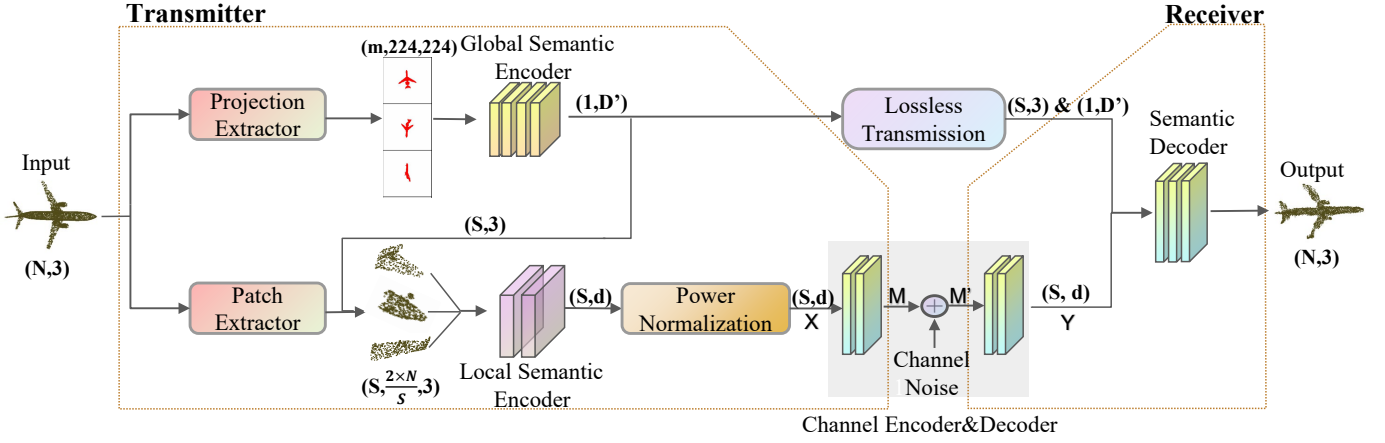 Transmitter
Receiver
(m,224,224)
Global Semantic
Encoder
Projection
Extractor
(1,D’)
Lossless
Transmission
(S,3) & (1,D’)
Semantic
Decoder
Input
Output
(N,3)
(N,3)
(S,3)
Patch
Extractor
(S,d)
Power
Normalization
(S,d)
X
M
M’
(S, d)
Y
Channel
Noise
(S,2×N/S,3)
Local Semantic
Encoder
Channel Encoder&Decoder